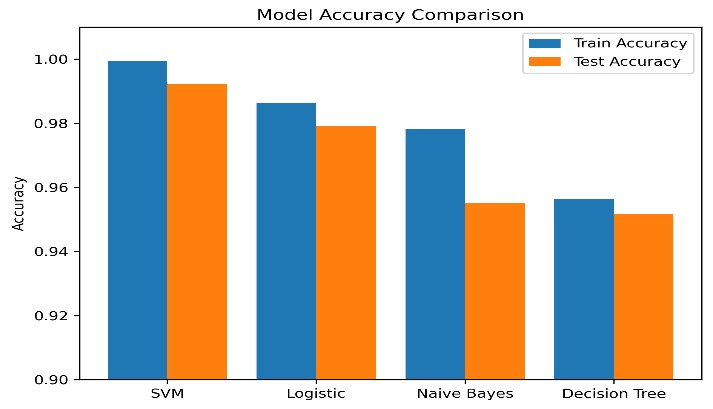 Model Accuracy Comparison
Train Accuracy
Test Accuracy
1.00
0.98
0.96
0.94
0.92
0.90
Accuracy
SVM Logistic Naive Bayes Decision Tree